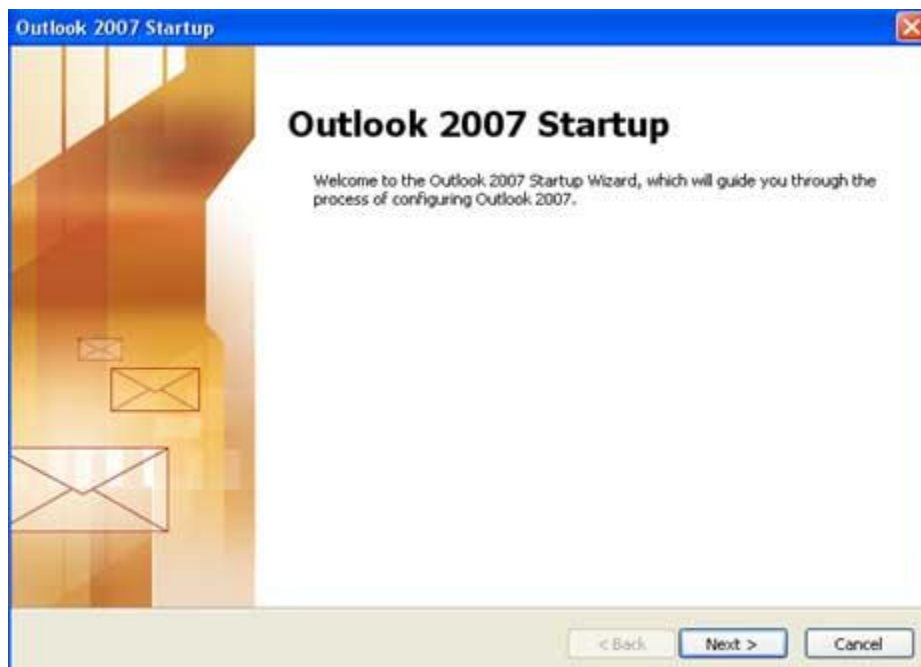 Outlook 2007 Startup
Outlook 2007 Startup
Welcome to the Outlook 2007 Startup Wizard, which will guide you through the
process of configuring Outlook 2007.
< Back Next > Cancel